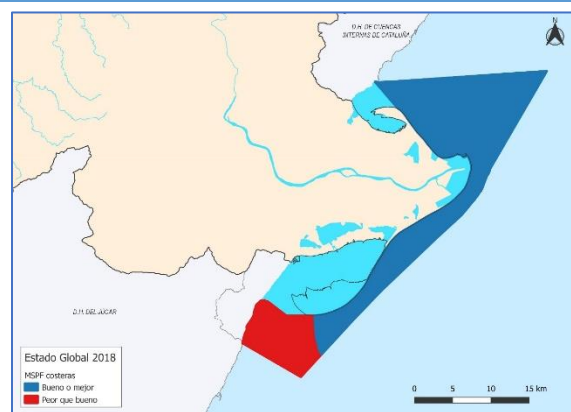 D.H. DE CUENCAS
INTERNAS DE CATALUÑA
N
D.H. DEL JÚCAR
Estado Global 2018
MSPF costeras
Bueno o mejor
Peor que bueno
0 5 10 15 km